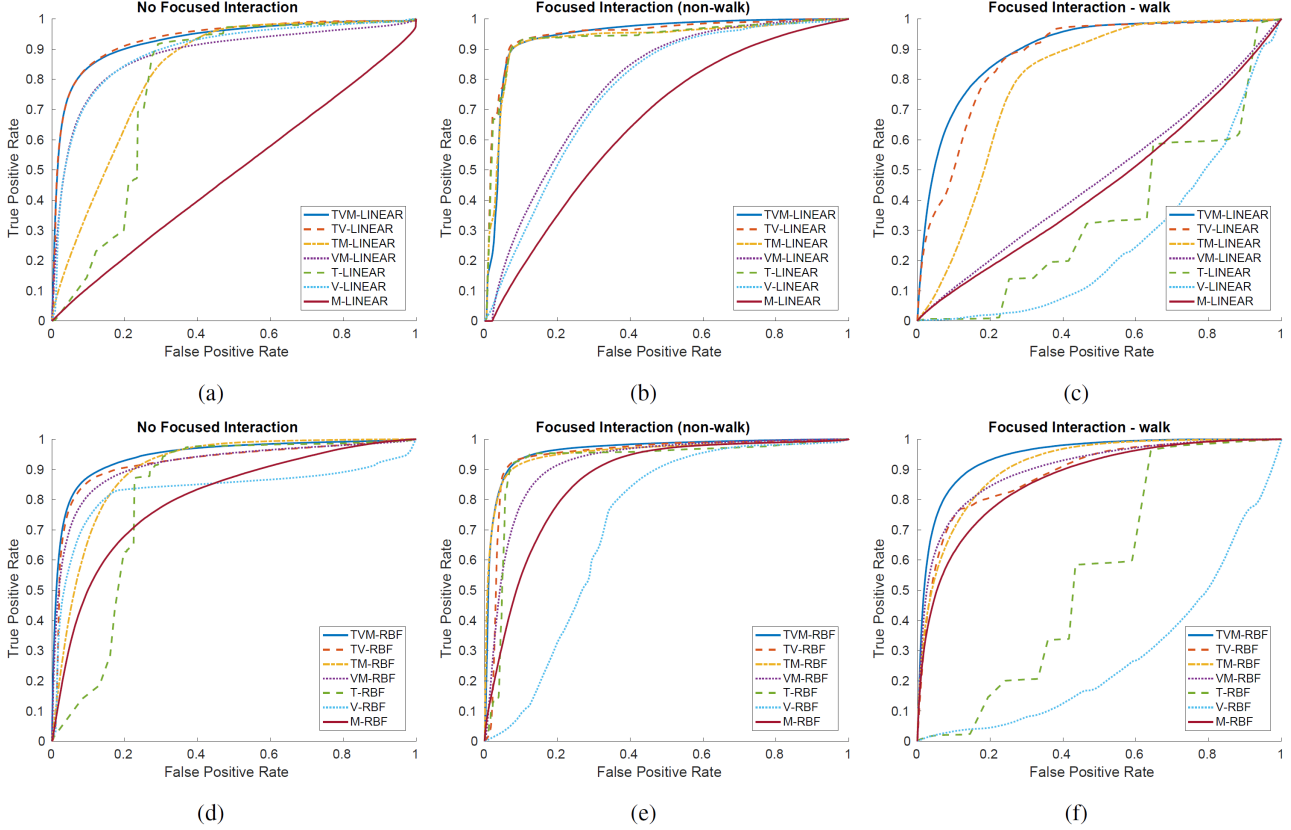 No Focused Interaction
True Positive Rate
1
0.9
0.8
0.7
0.6
0.5
0.4
0.3
0.2
0.1
0
TVM-LINEAR
TV-LINEAR
TM-LINEAR
VM-LINEAR
T-LINEAR
V-LINEAR
M-LINEAR
0 0.2 0.4 0.6 0.8 1
False Positive Rate
(a)
Focused Interaction (non-walk)
True Positive Rate
1
0.9
0.8
0.7
0.6
0.5
0.4
0.3
0.2
0.1
0
TVM-LINEAR
TV-LINEAR
TM-LINEAR
VM-LINEAR
T-LINEAR
V-LINEAR
M-LINEAR
0 0.2 0.4 0.6 0.8 1
False Positive Rate
(b)
Focused Interaction - walk
True Positive Rate
1
0.9
0.8
0.7
0.6
0.5
0.4
0.3
0.2
0.1
0
TVM-LINEAR
TV-LINEAR
TM-LINEAR
VM-LINEAR
T-LINEAR
V-LINEAR
M-LINEAR
0 0.2 0.4 0.6 0.8 1
False Positive Rate
(c)
No Focused Interaction
True Positive Rate
1
0.9
0.8
0.7
0.6
0.5
0.4
0.3
0.2
0.1
0
TVM-RBF
TV-RBF
TM-RBF
VM-RBF
T-RBF
V-RBF
M-RBF
0 0.2 0.4 0.6 0.8 1
False Positive Rate
(d)
Focused Interaction (non-walk)
True Positive Rate
1
0.9
0.8
0.7
0.6
0.5
0.4
0.3
0.2
0.1
0
TVM-RBF
TV-RBF
TM-RBF
VM-RBF
T-RBF
V-RBF
M-RBF
0 0.2 0.4 0.6 0.8 1
False Positive Rate
(e)
Focused Interaction - walk
True Positive Rate
1
0.9
0.8
0.7
0.6
0.5
0.4
0.3
0.2
0.1
0
TVM-RBF
TV-RBF
TM-RBF
VM-RBF
T-RBF
V-RBF
M-RBF
0 0.2 0.4 0.6 0.8 1
False Positive Rate
(f)